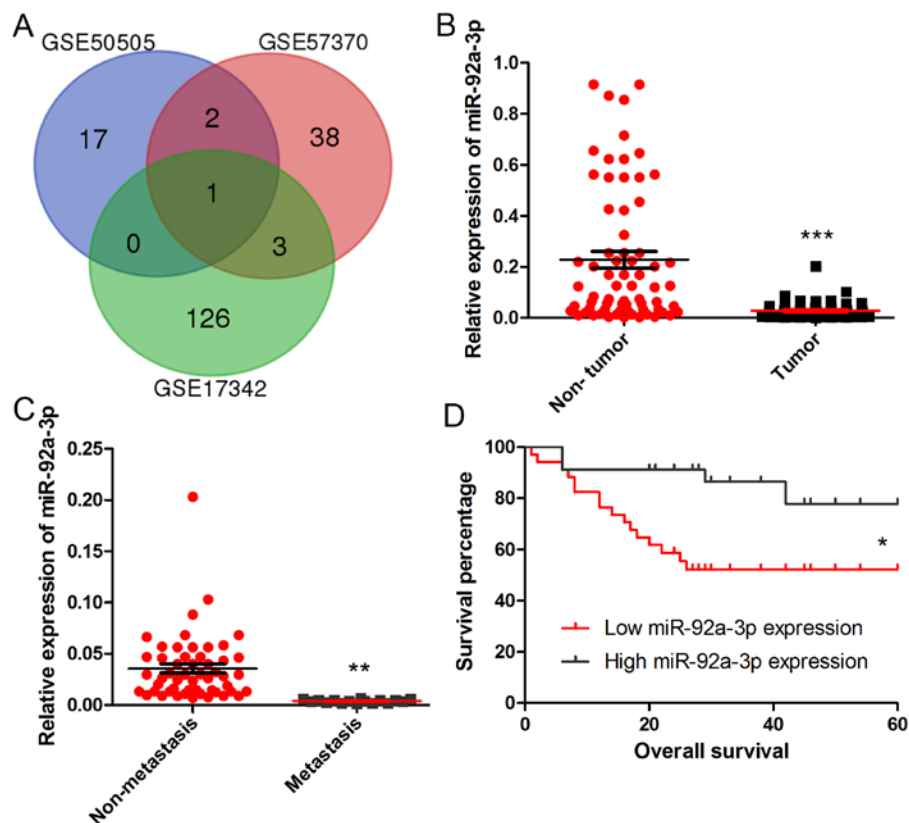 A
GSE50505
GSE57370
17
2
38
1
0
3
126
GSE17342
B
Relative expression of miR-92a-3p
1.0
0.8
0.6
0.4
0.2
0.0
***
Non- tumor
Tumor
C
Relative expression of miR-92a-3p
0.25
0.20
0.15
0.10
0.05
0.00
**
Non-metastasis
Metastasis
D
Survival percentage
100
80
60
40
20
0
*
Low miR-92a-3p expression
High miR-92a-3p expression
0
20
40
60
Overall survival